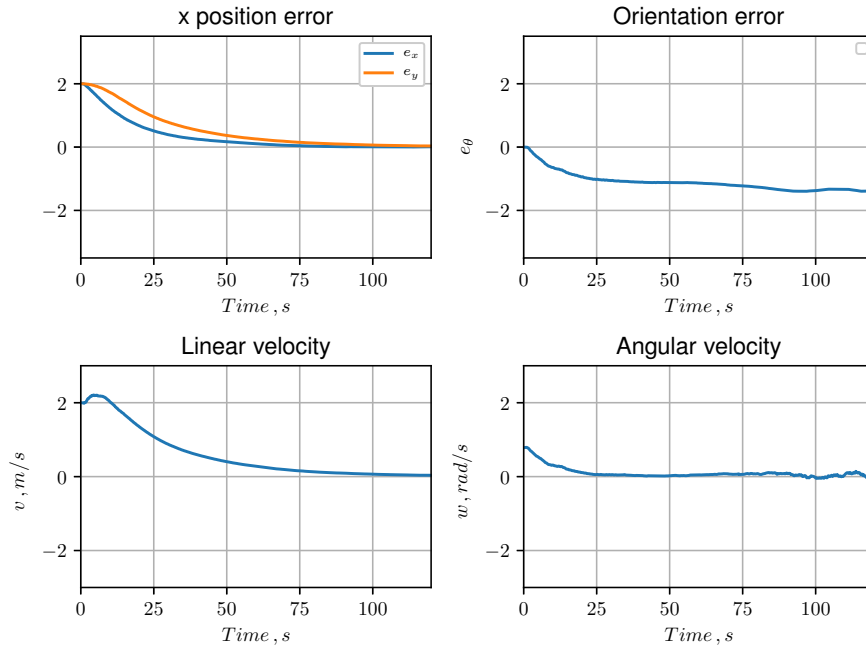 x position error
e_x
e_y
2
0
−2
0
25
50
75
100
Time , s
Orientation error
e_θ
2
0
−2
0
25
50
75
100
Time , s
Linear velocity
v , m/s
2
0
−2
0
25
50
75
100
Time , s
Angular velocity
w , rad/s
2
0
−2
0
25
50
75
100
Time , s